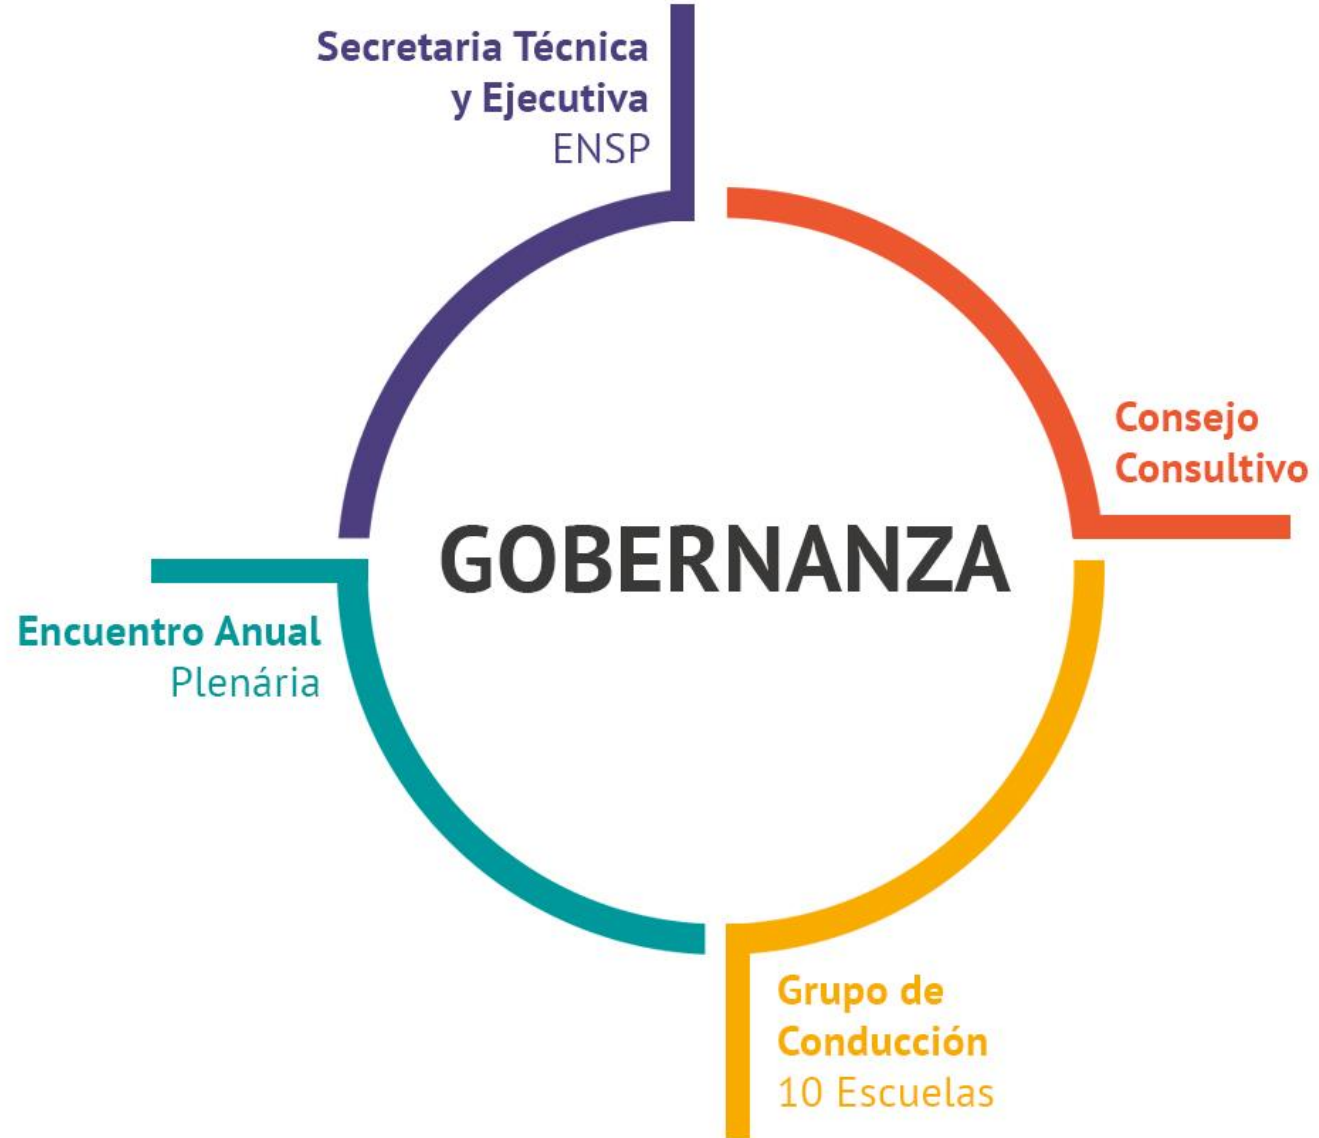 Secretaria Técnica
y Ejecutiva
ENSP
Consejo
Consultivo
GOBERNANZA
Encuentro Anual
Plenária
Grupo de
Conducción
10 Escuelas